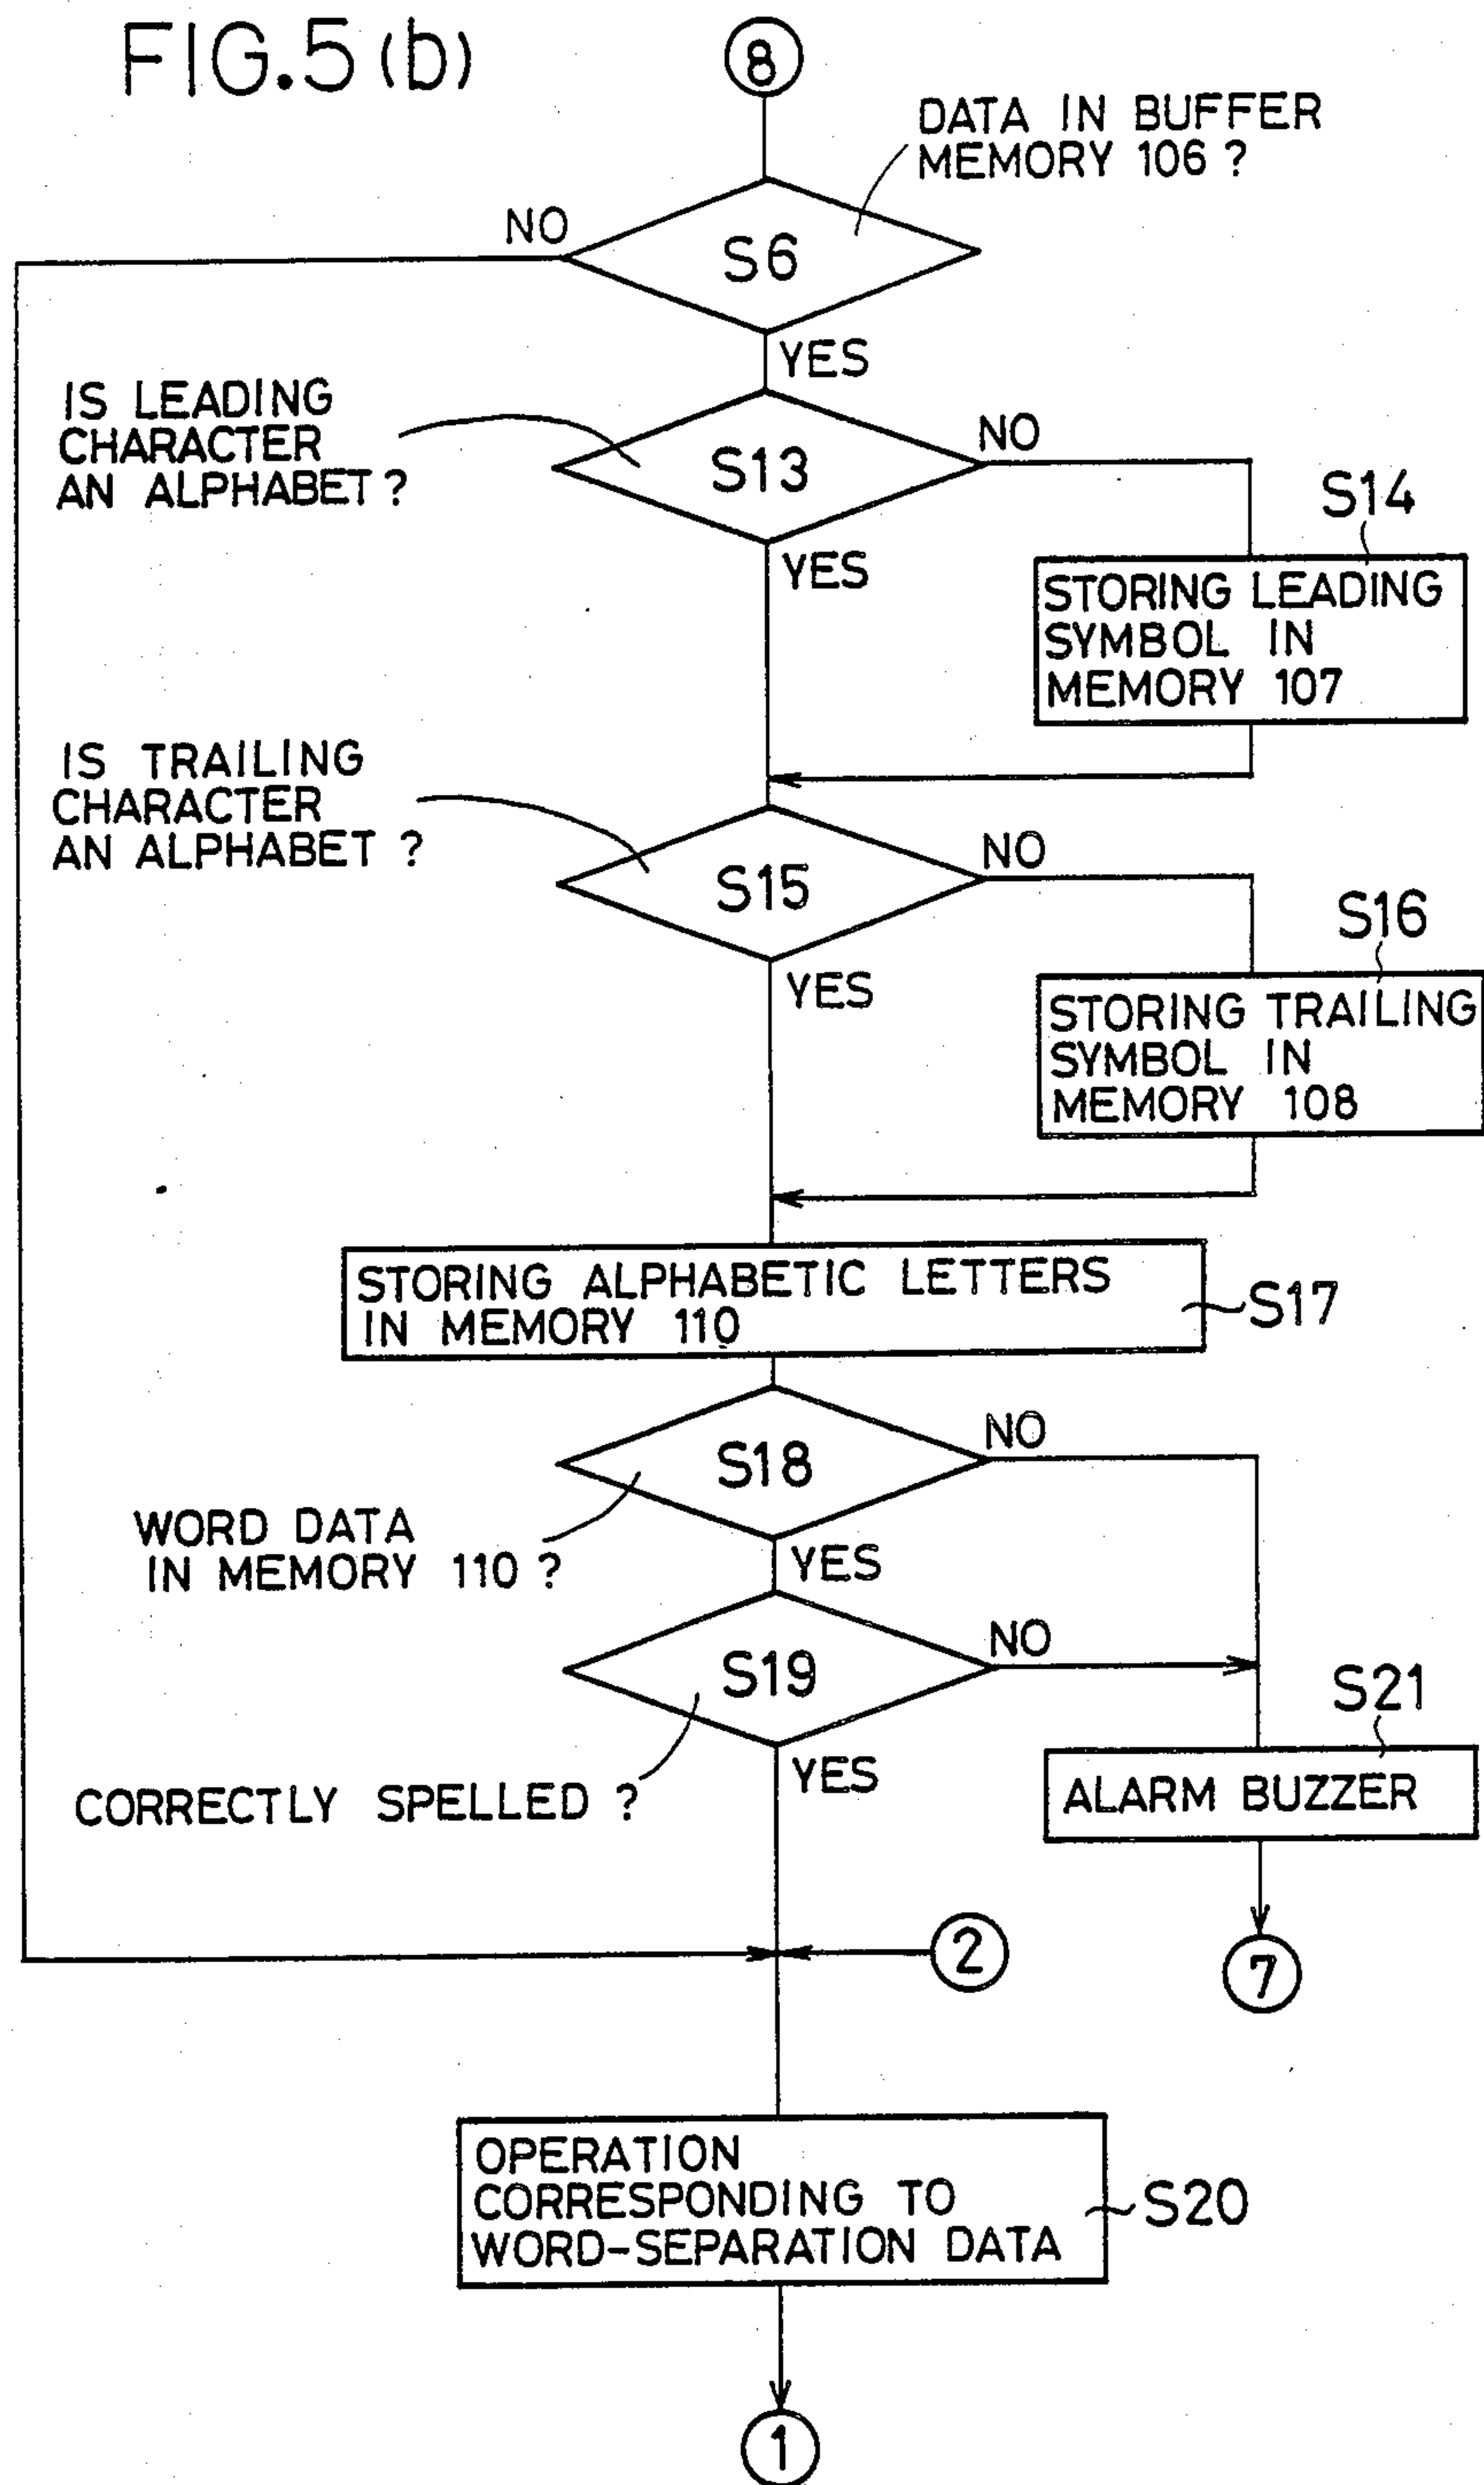 FIG.5 (b)
8
DATA IN BUFFER
MEMORY 106 ?
NO
S6
YES
IS LEADING
CHARACTER
AN ALPHABET ?
S13
NO
YES
S14
STORING LEADING
SYMBOL IN
MEMORY 107
IS TRAILING
CHARACTER
AN ALPHABET ?
S15
NO
YES
S16
STORING TRAILING
SYMBOL IN
MEMORY 108
STORING ALPHABETIC LETTERS
IN MEMORY 110
S17
S18
NO
WORD DATA
IN MEMORY 110 ?
YES
S19
NO
CORRECTLY SPELLED ?
YES
S21
ALARM BUZZER
2
7
OPERATION
CORRESPONDING TO
WORD-SEPARATION DATA
S20
1